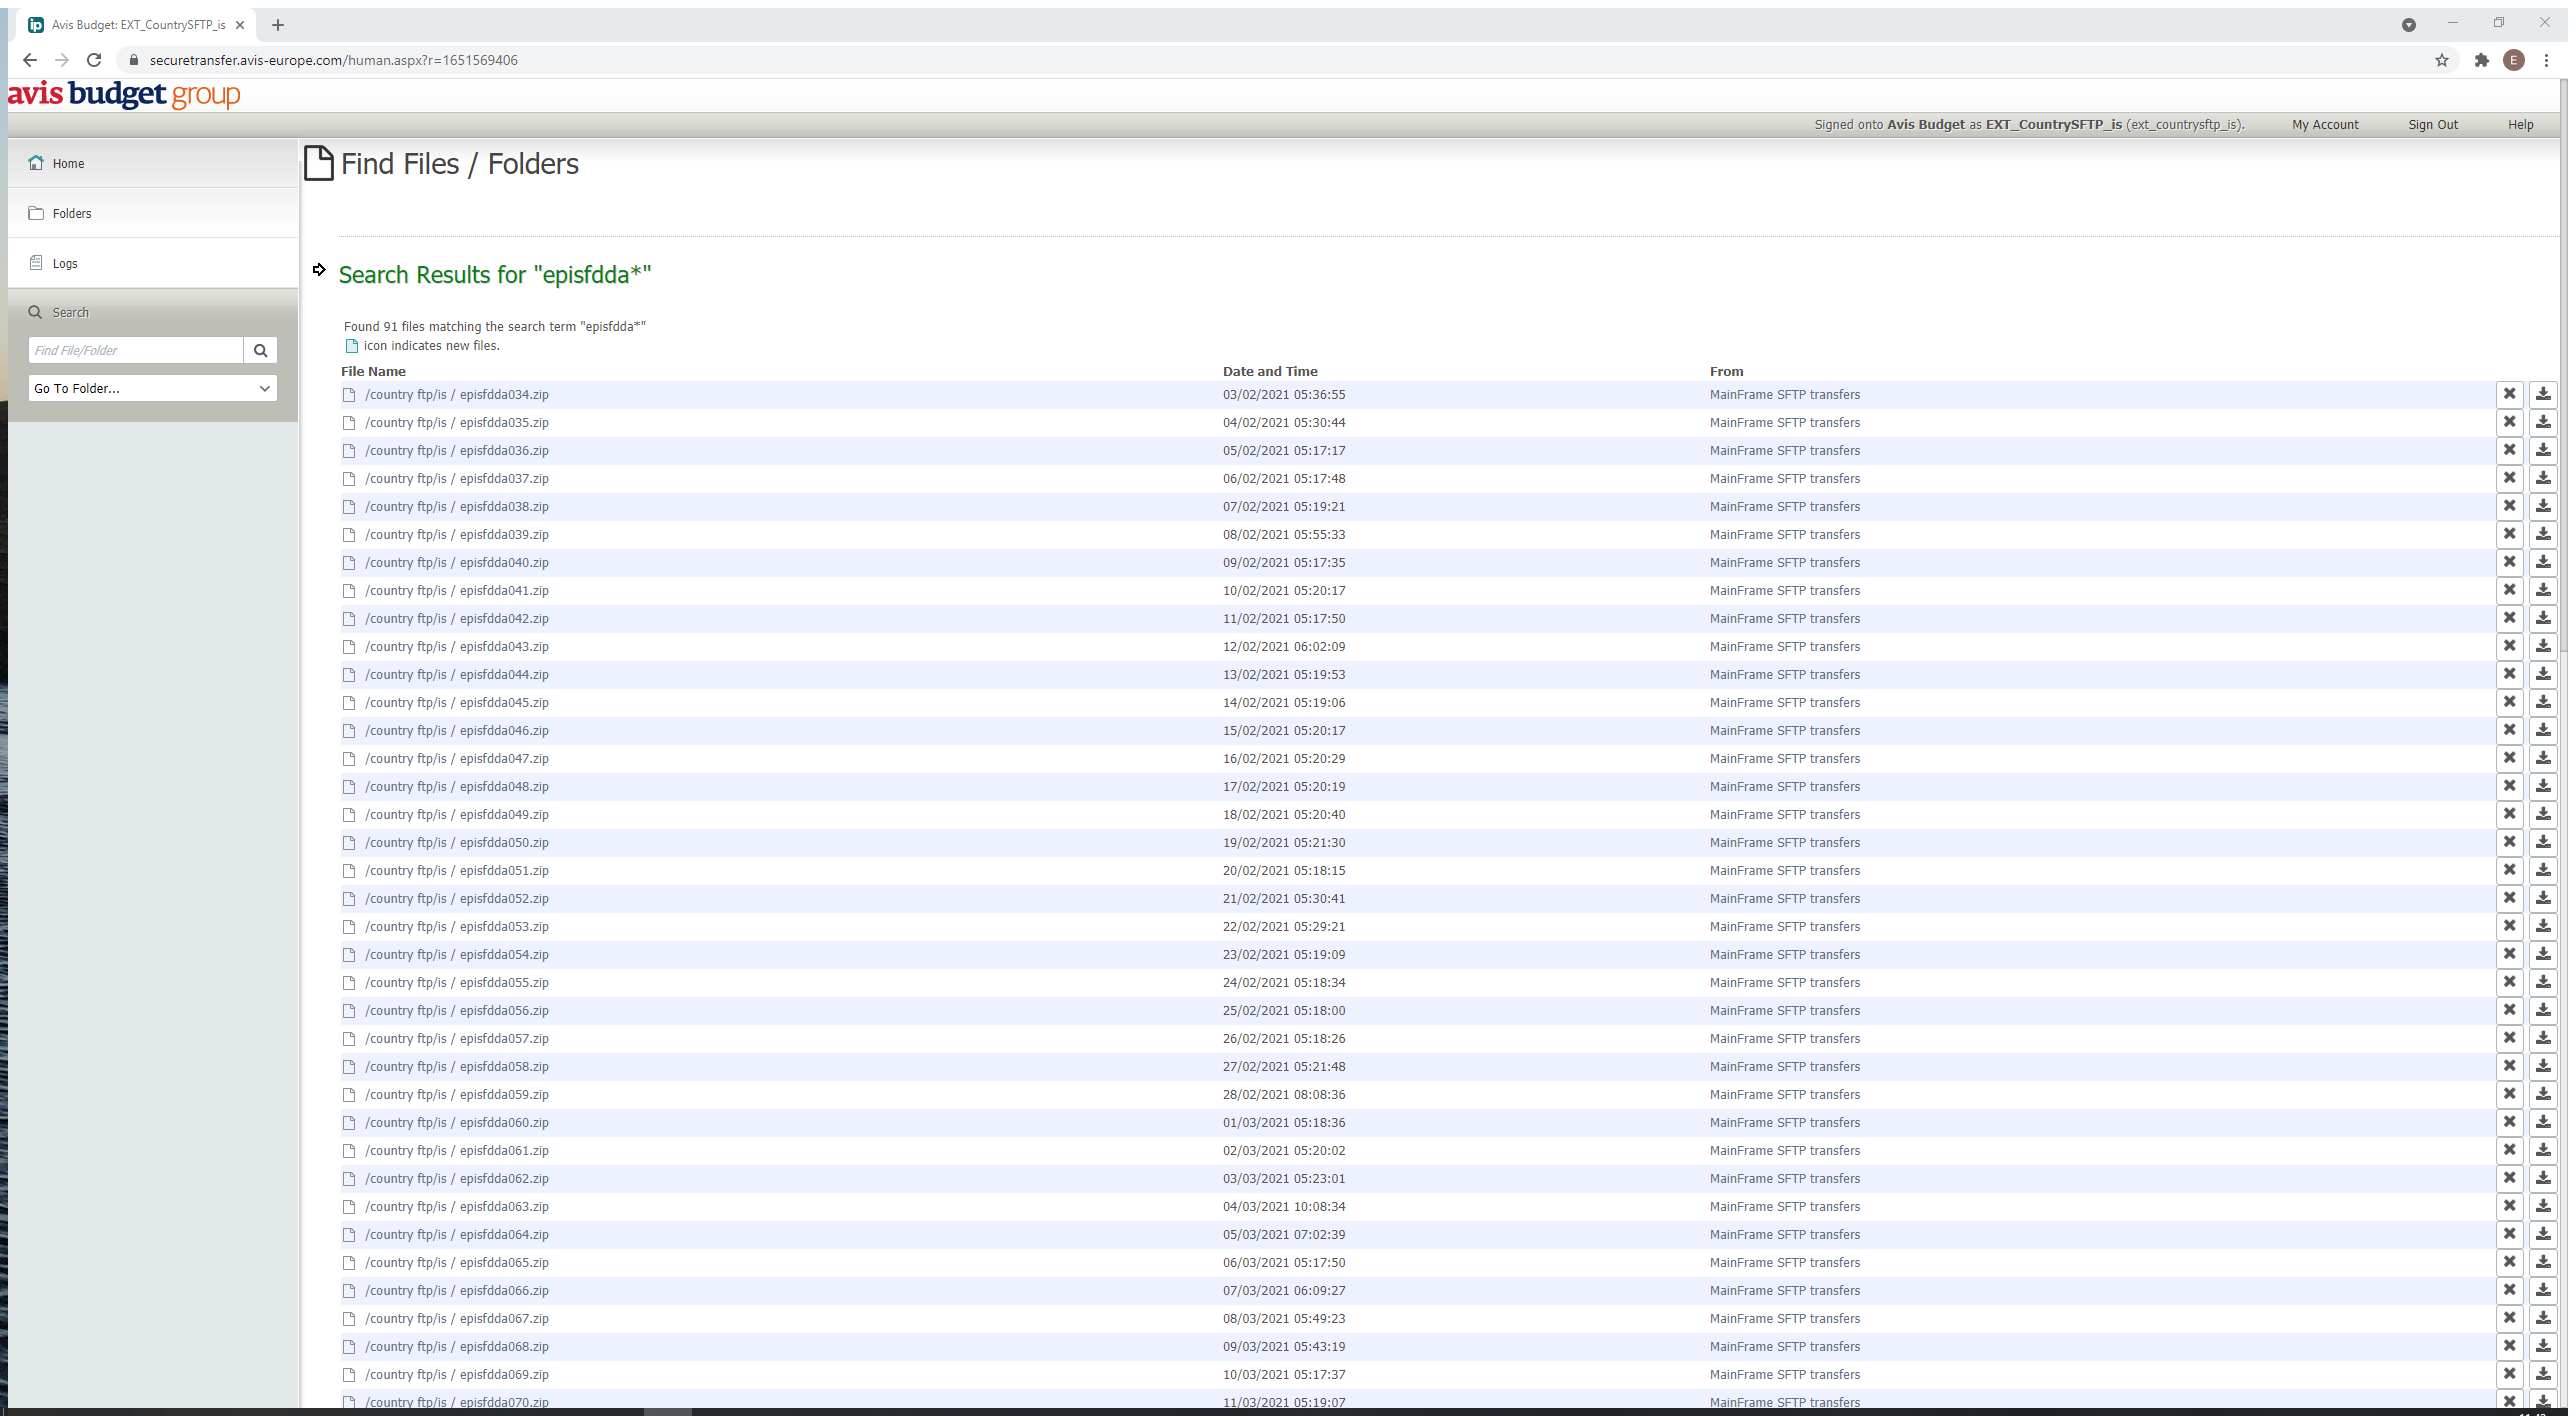 Avis Budget: EXT_CountrySFTP_is
securetransfer.avis-europe.com/human.aspx?r=1651569406
E
avis budget group
Signed onto Avis Budget as EXT_CountrySFTP_is (ext_countrysftp_is). My Account Sign Out Help
Home
Folders
Logs
Search
Find File/Folder
Go To Folder...
Find Files / Folders
Search Results for "episfdda*"
Found 91 files matching the search term "episfdda*"
icon indicates new files.
File Name Date and Time From
/country ftp/is / episfdda034.zip 03/02/2021 05:36:55 MainFrame SFTP transfers
/country ftp/is / episfdda035.zip 04/02/2021 05:30:44 MainFrame SFTP transfers
/country ftp/is / episfdda036.zip 05/02/2021 05:17:17 MainFrame SFTP transfers
/country ftp/is / episfdda037.zip 06/02/2021 05:17:48 MainFrame SFTP transfers
/country ftp/is / episfdda038.zip 07/02/2021 05:19:21 MainFrame SFTP transfers
/country ftp/is / episfdda039.zip 08/02/2021 05:55:33 MainFrame SFTP transfers
/country ftp/is / episfdda040.zip 09/02/2021 05:17:35 MainFrame SFTP transfers
/country ftp/is / episfdda041.zip 10/02/2021 05:20:17 MainFrame SFTP transfers
/country ftp/is / episfdda042.zip 11/02/2021 05:17:50 MainFrame SFTP transfers
/country ftp/is / episfdda043.zip 12/02/2021 06:02:09 MainFrame SFTP transfers
/country ftp/is / episfdda044.zip 13/02/2021 05:19:53 MainFrame SFTP transfers
/country ftp/is / episfdda045.zip 14/02/2021 05:19:06 MainFrame SFTP transfers
/country ftp/is / episfdda046.zip 15/02/2021 05:20:17 MainFrame SFTP transfers
/country ftp/is / episfdda047.zip 16/02/2021 05:20:29 MainFrame SFTP transfers
/country ftp/is / episfdda048.zip 17/02/2021 05:20:19 MainFrame SFTP transfers
/country ftp/is / episfdda049.zip 18/02/2021 05:20:40 MainFrame SFTP transfers
/country ftp/is / episfdda050.zip 19/02/2021 05:21:30 MainFrame SFTP transfers
/country ftp/is / episfdda051.zip 20/02/2021 05:18:15 MainFrame SFTP transfers
/country ftp/is / episfdda052.zip 21/02/2021 05:30:41 MainFrame SFTP transfers
/country ftp/is / episfdda053.zip 22/02/2021 05:29:21 MainFrame SFTP transfers
/country ftp/is / episfdda054.zip 23/02/2021 05:19:09 MainFrame SFTP transfers
/country ftp/is / episfdda055.zip 24/02/2021 05:18:34 MainFrame SFTP transfers
/country ftp/is / episfdda056.zip 25/02/2021 05:18:00 MainFrame SFTP transfers
/country ftp/is / episfdda057.zip 26/02/2021 05:18:26 MainFrame SFTP transfers
/country ftp/is / episfdda058.zip 27/02/2021 05:21:48 MainFrame SFTP transfers
/country ftp/is / episfdda059.zip 28/02/2021 08:08:36 MainFrame SFTP transfers
/country ftp/is / episfdda060.zip 01/03/2021 05:18:36 MainFrame SFTP transfers
/country ftp/is / episfdda061.zip 02/03/2021 05:20:02 MainFrame SFTP transfers
/country ftp/is / episfdda062.zip 03/03/2021 05:23:01 MainFrame SFTP transfers
/country ftp/is / episfdda063.zip 04/03/2021 10:08:34 MainFrame SFTP transfers
/country ftp/is / episfdda064.zip 05/03/2021 07:02:39 MainFrame SFTP transfers
/country ftp/is / episfdda065.zip 06/03/2021 05:17:50 MainFrame SFTP transfers
/country ftp/is / episfdda066.zip 07/03/2021 06:09:27 MainFrame SFTP transfers
/country ftp/is / episfdda067.zip 08/03/2021 05:49:23 MainFrame SFTP transfers
/country ftp/is / episfdda068.zip 09/03/2021 05:43:19 MainFrame SFTP transfers
/country ftp/is / episfdda069.zip 10/03/2021 05:17:37 MainFrame SFTP transfers
/country ftp/is / episfdda070.zip 11/03/2021 05:19:07 MainFrame SFTP transfers